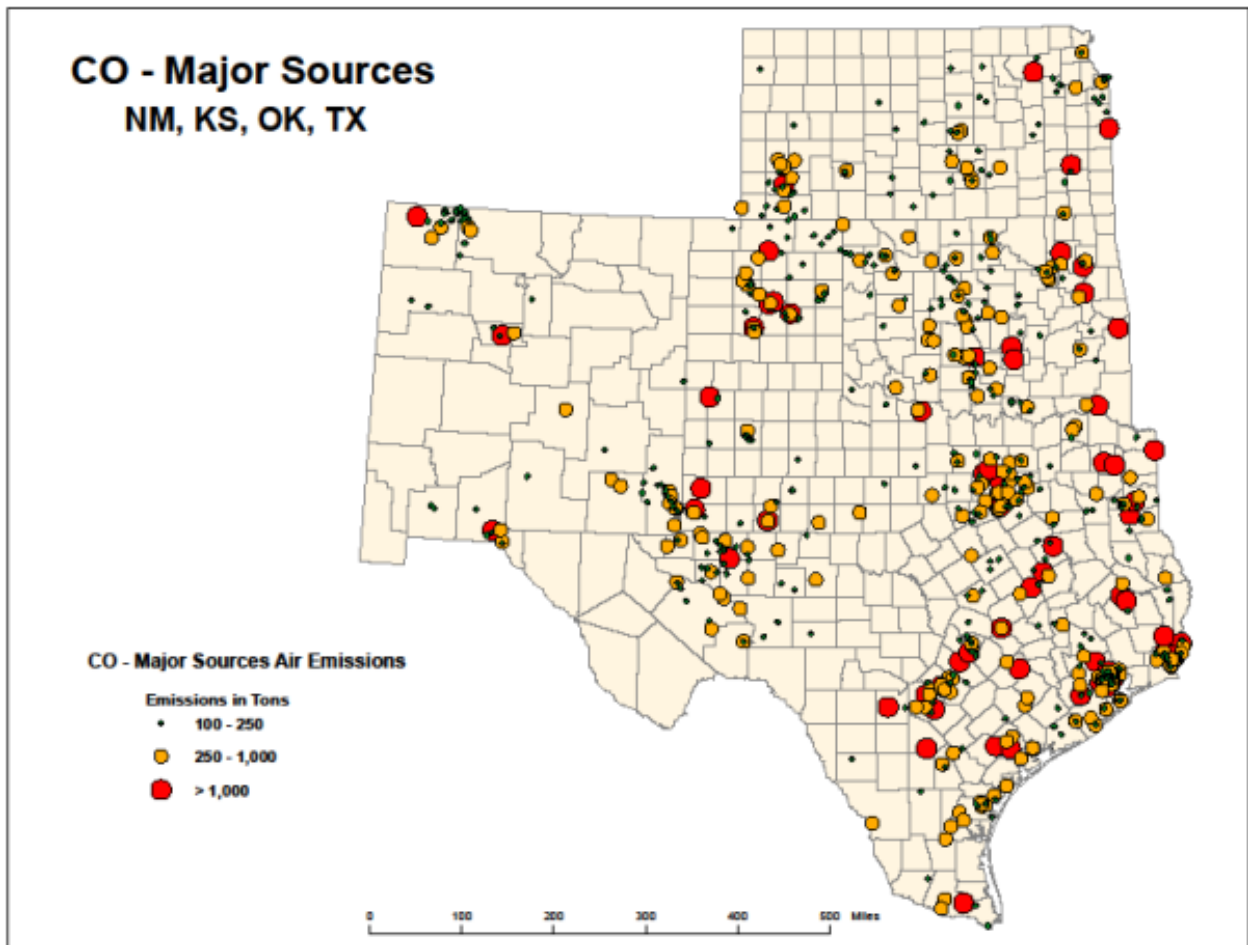 CO - Major Sources
NM, KS, OK, TX
CO - Major Sources Air Emissions
Emissions in Tons
100 - 250
250 - 1,000
> 1,000
0 100 200 300 400 500 Miles